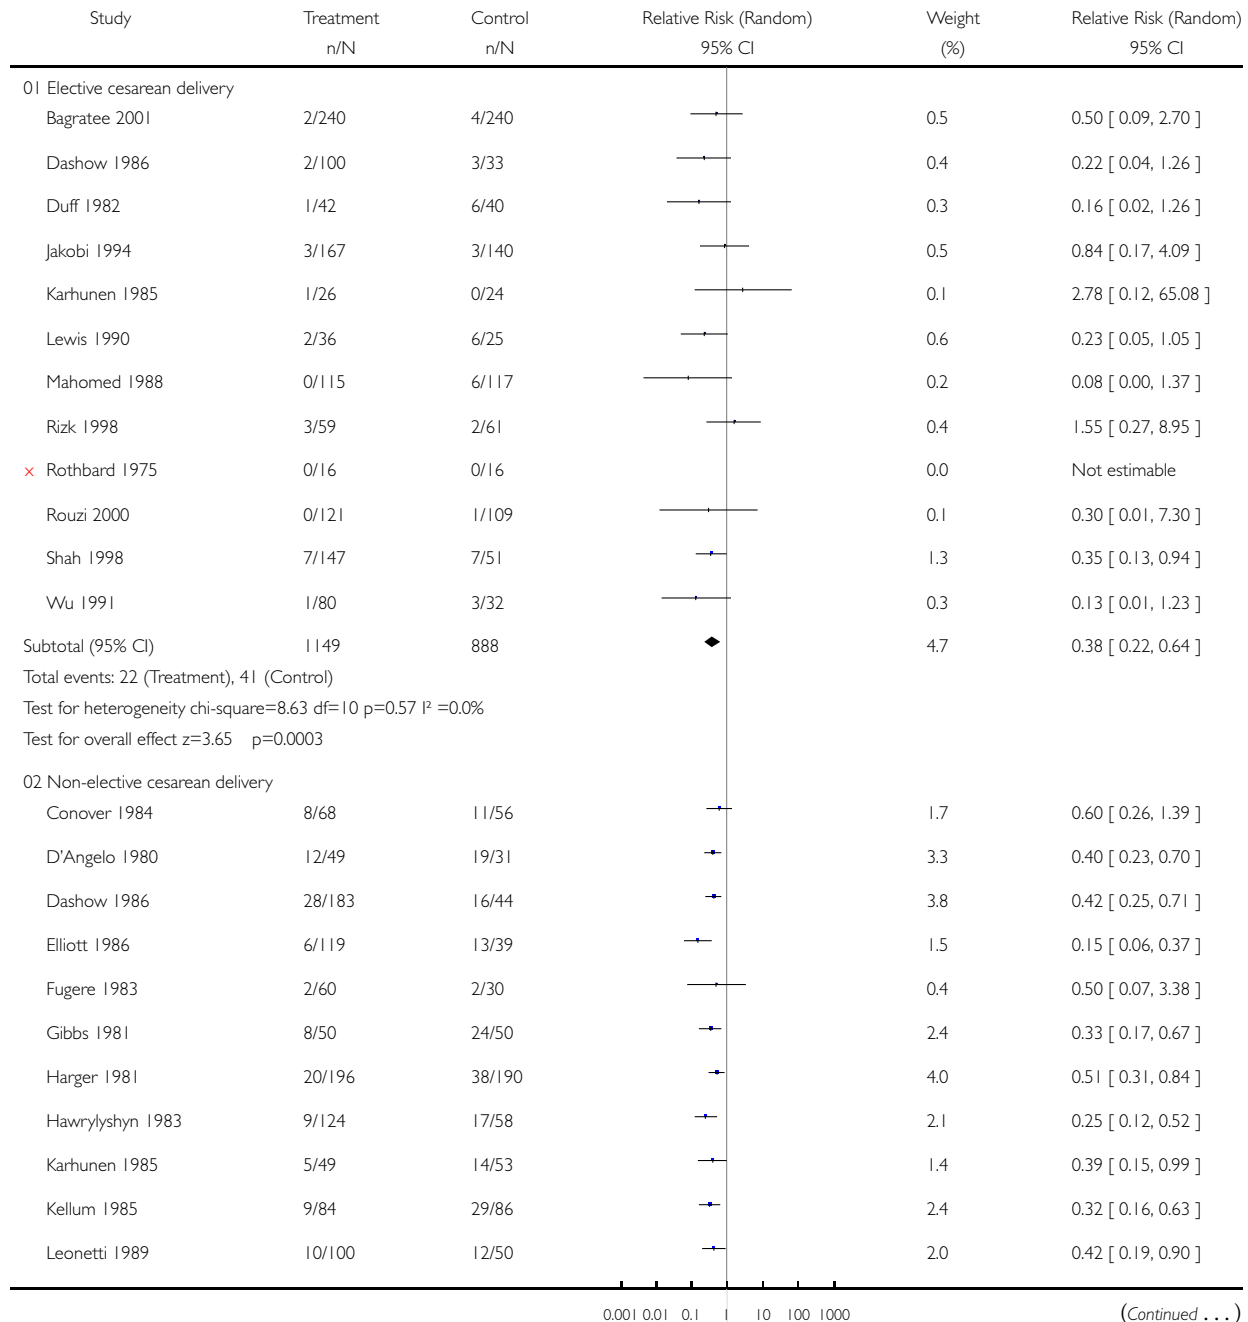 Study Treatment Control Relative Risk (Random) Weight Relative Risk (Random)
n/N n/N 95% CI (%) 95% CI
01 Elective cesarean delivery
Bagratee 2001 2/240 4/240 0.5 0.50 [ 0.09, 2.70 ]
Dashow 1986 2/100 3/33 0.4 0.22 [ 0.04, 1.26 ]
Duff 1982 1/42 6/40 0.3 0.16 [ 0.02, 1.26 ]
Jakobi 1994 3/167 3/140 0.5 0.84 [ 0.17, 4.09 ]
Karhunen 1985 1/26 0/24 0.1 2.78 [ 0.12, 65.08 ]
Lewis 1990 2/36 6/25 0.6 0.23 [ 0.05, 1.05 ]
Mahomed 1988 0/115 6/117 0.2 0.08 [ 0.00, 1.37 ]
Rizk 1998 3/59 2/61 0.4 1.55 [ 0.27, 8.95 ]
× Rothbard 1975 0/16 0/16 0.0 Not estimable
Rouzi 2000 0/121 1/109 0.1 0.30 [ 0.01, 7.30 ]
Shah 1998 7/147 7/51 1.3 0.35 [ 0.13, 0.94 ]
Wu 1991 1/80 3/32 0.3 0.13 [ 0.01, 1.23 ]
Subtotal (95% CI) 1149 888 4.7 0.38 [ 0.22, 0.64 ]
Total events: 22 (Treatment), 41 (Control)
Test for heterogeneity chi-square=8.63 df=10 p=0.57 I² =0.0%
Test for overall effect z=3.65 p=0.0003
02 Non-elective cesarean delivery
Conover 1984 8/68 11/56 1.7 0.60 [ 0.26, 1.39 ]
D'Angelo 1980 12/49 19/31 3.3 0.40 [ 0.23, 0.70 ]
Dashow 1986 28/183 16/44 3.8 0.42 [ 0.25, 0.71 ]
Elliott 1986 6/119 13/39 1.5 0.15 [ 0.06, 0.37 ]
Fugere 1983 2/60 2/30 0.4 0.50 [ 0.07, 3.38 ]
Gibbs 1981 8/50 24/50 2.4 0.33 [ 0.17, 0.67 ]
Harger 1981 20/196 38/190 4.0 0.51 [ 0.31, 0.84 ]
Hawrylyshyn 1983 9/124 17/58 2.1 0.25 [ 0.12, 0.52 ]
Karhunen 1985 5/49 14/53 1.4 0.39 [ 0.15, 0.99 ]
Kellum 1985 9/84 29/86 2.4 0.32 [ 0.16, 0.63 ]
Leonetti 1989 10/100 12/50 2.0 0.42 [ 0.19, 0.90 ]
0.001 0.01 0.1 1 10 100 1000
(Continued . . . )